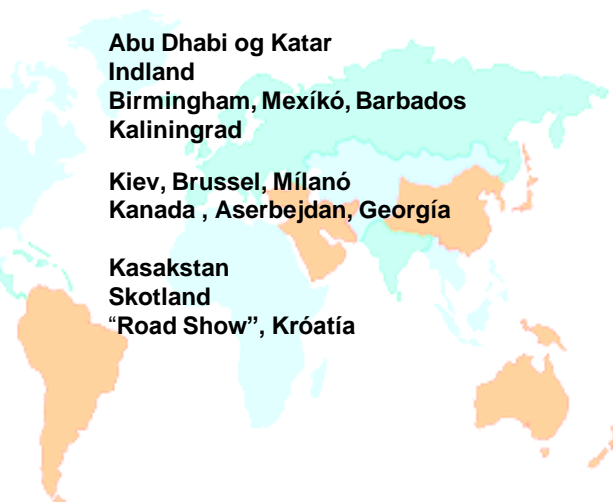 Abu Dhabi og Katar
Indland
Birmingham, Mexíkó, Barbados
Kaliningrad
Kiev, Brussel, Mílanó
Kanada , Aserbejdan, Georgía
Kasakstan
Skotland
“Road Show”, Króatía